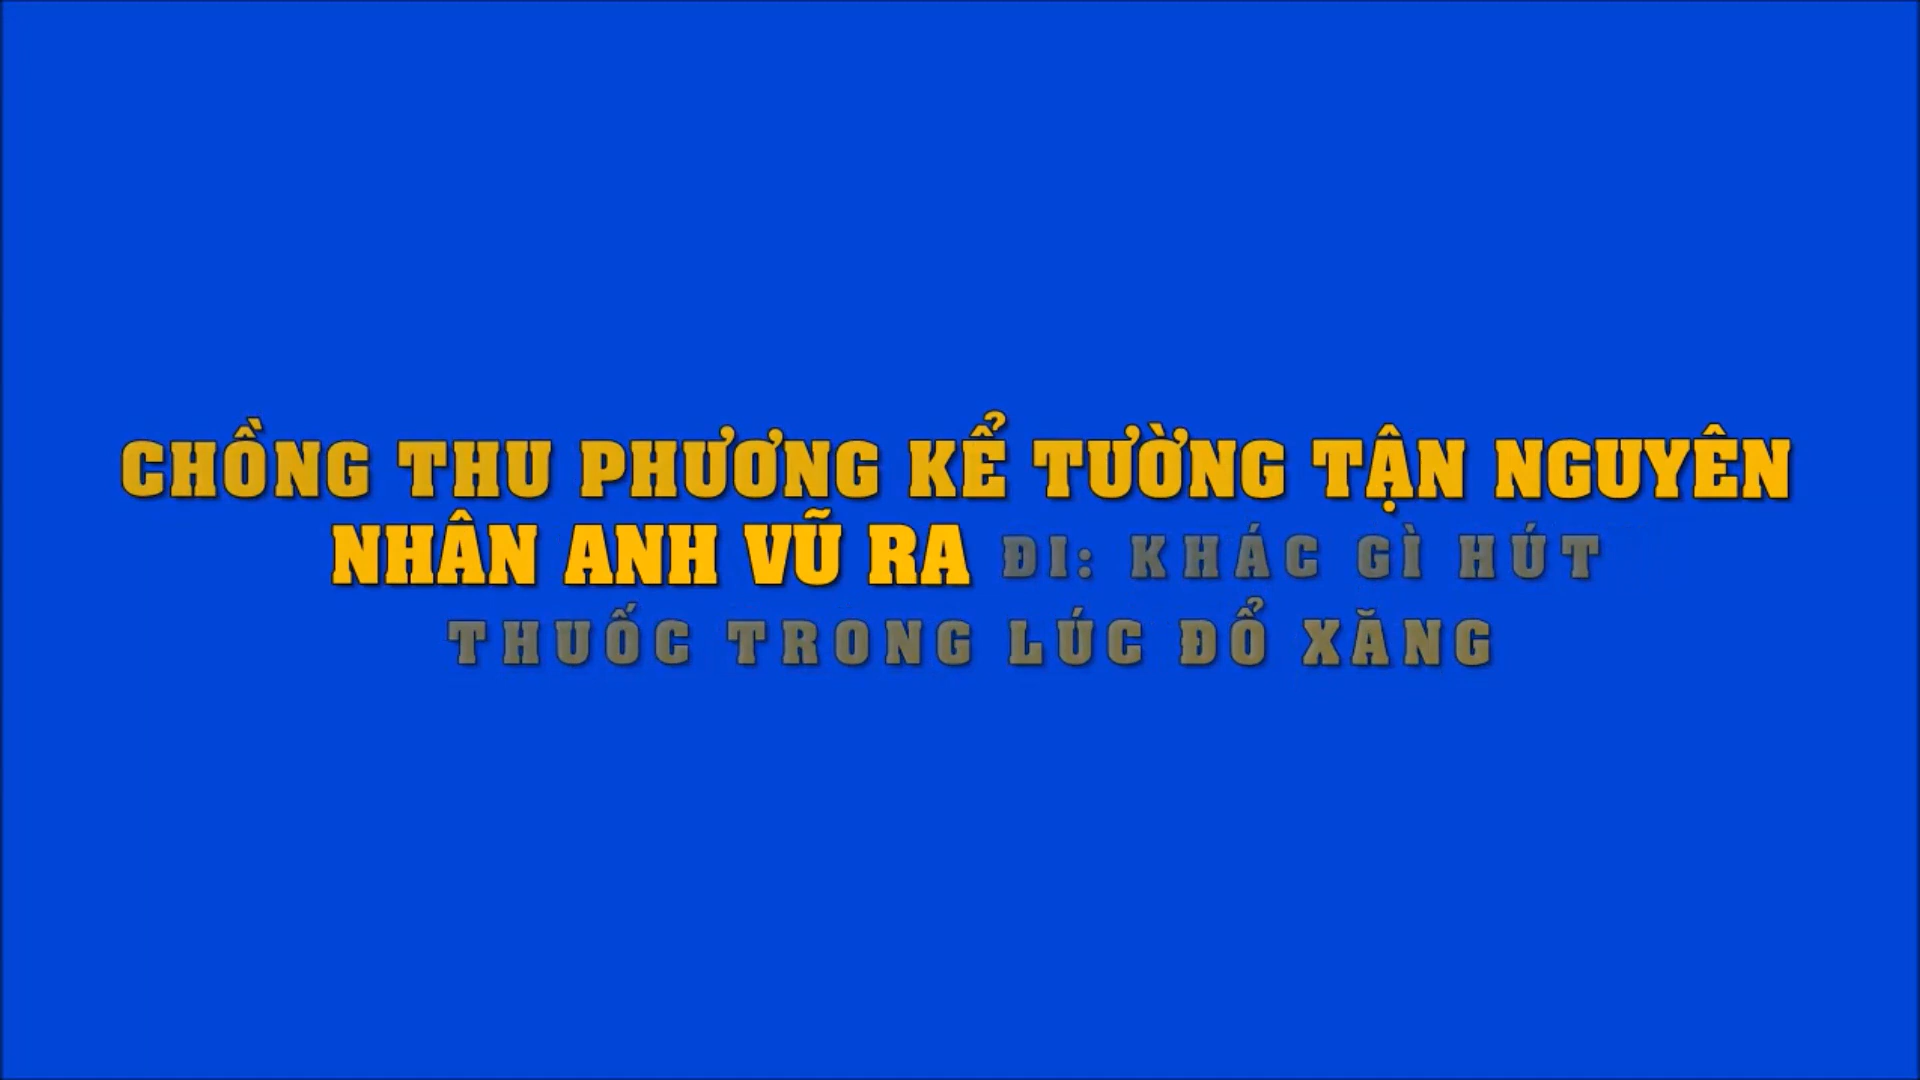 CHỒNG THU PHƯƠNG KỂ TƯỜNG TẬN NGUYÊN
NHÂN ANH VŨ RA ĐI: KHÁC GÌ HÚT
THUỐC TRONG LÚC ĐỔ XĂNG